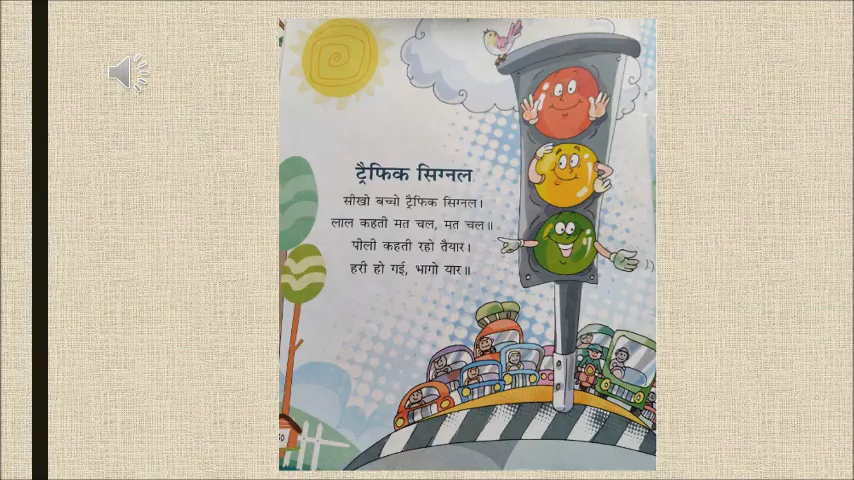 ट्रैफिक सिग्नल
सीखो बच्चो ट्रैफिक सिग्नल।
लाल कहती मत चल, मत चल॥
पीली कहती रहो तैयार।
हरी हो गई, भागो यार॥